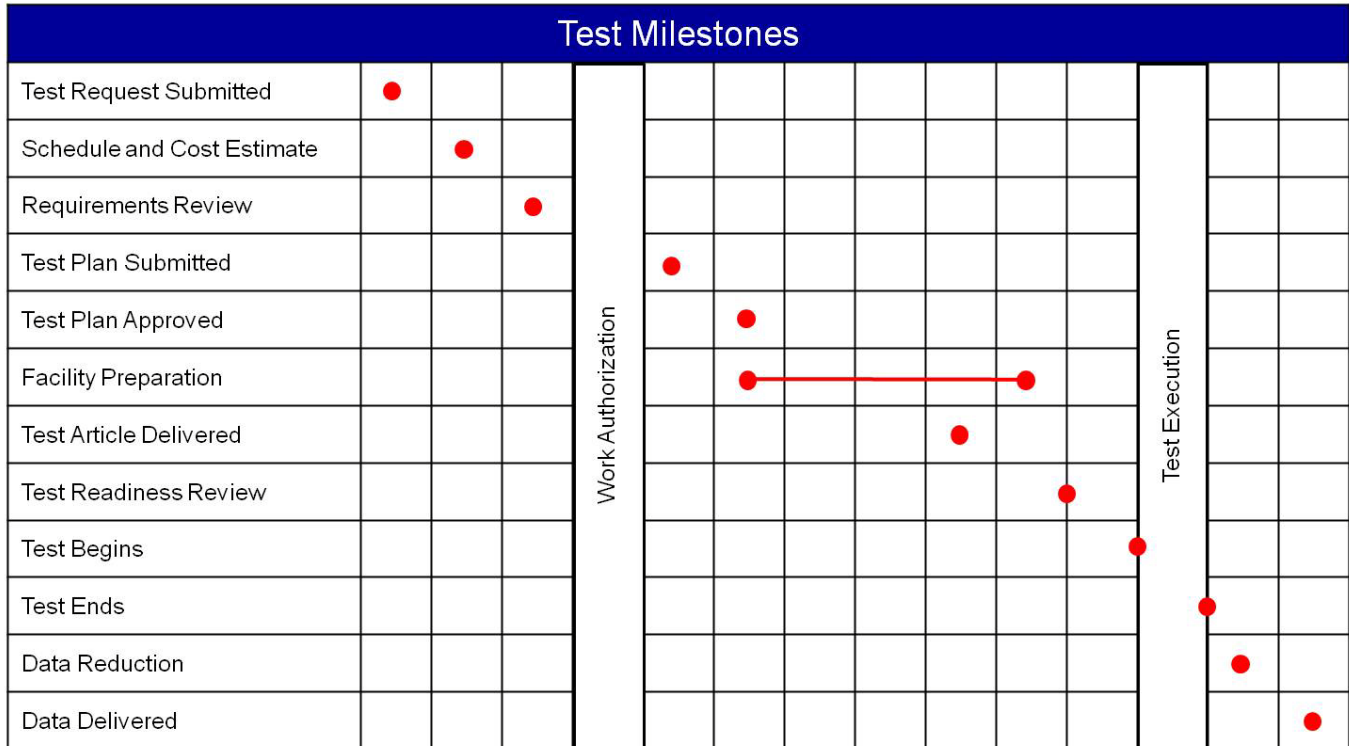 Test Milestones
Test Request Submitted
Schedule and Cost Estimate
Requirements Review
Test Plan Submitted
Test Plan Approved
Facility Preparation
Test Article Delivered
Test Readiness Review
Test Begins
Test Ends
Data Reduction
Data Delivered
Work Authorization
Test Execution